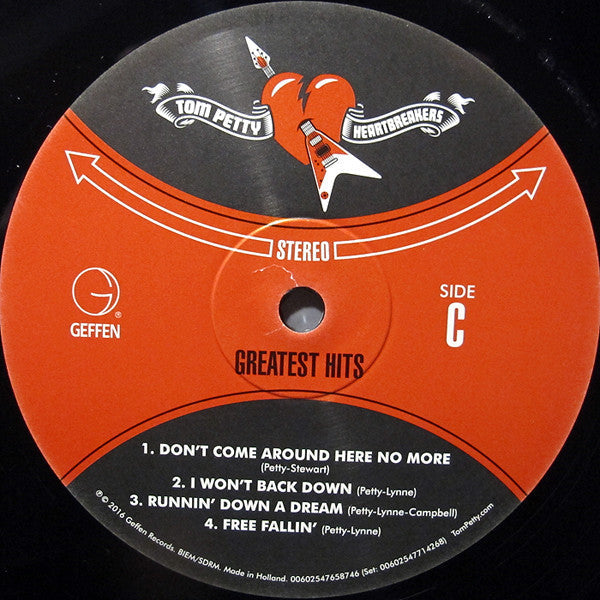 TOM PETTY HEARTBREAKERS
STEREO
G
GEFFEN®
SIDE
C
GREATEST HITS
1. DON'T COME AROUND HERE NO MORE
(Petty-Stewart)
2. I WON'T BACK DOWN (Petty-Lynne)
3. RUNNIN' DOWN A DREAM (Petty-Lynne-Campbell)
4. FREE FALLIN' (Petty-Lynne)
℗© 2016 Geffen Records. BIEM/SDRM. Made in Holland. 00602547658746 (Set: 00602547714268) TomPetty.com